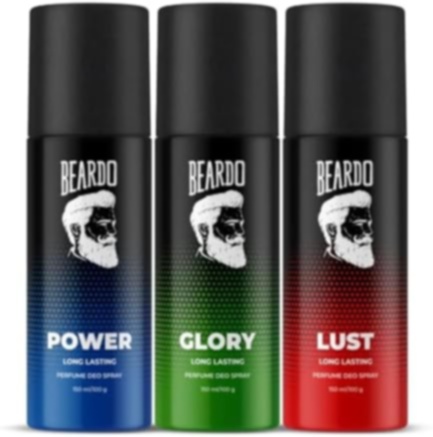 BEARDO
POWER
LONG LASTING
PERFUME DEO SPRAY
BEARDO
GLORY
LONG LASTING
PERFUME DEO SPRAY
BEARDO
LUST
LONG LASTING
PERFUME DEO SPRAY